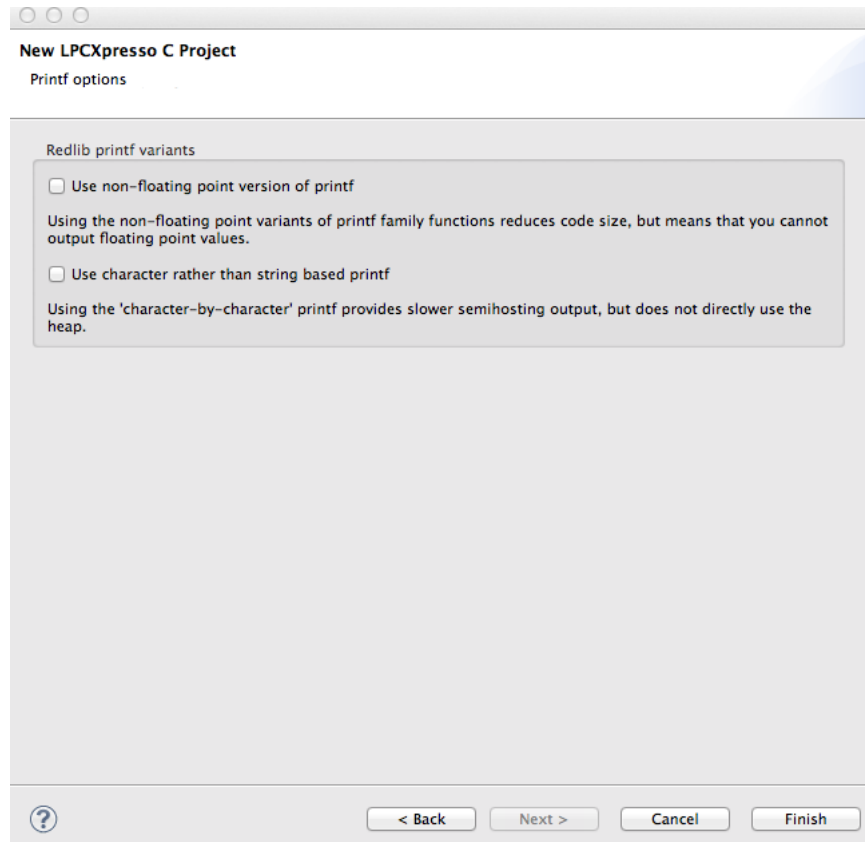 New LPCXpresso C Project
Printf options
Redlib printf variants
Use non-floating point version of printf
Using the non-floating point variants of printf family functions reduces code size, but means that you cannot
output floating point values.
Use character rather than string based printf
Using the 'character-by-character' printf provides slower semihosting output, but does not directly use the
heap.
?
< Back
Next >
Cancel
Finish